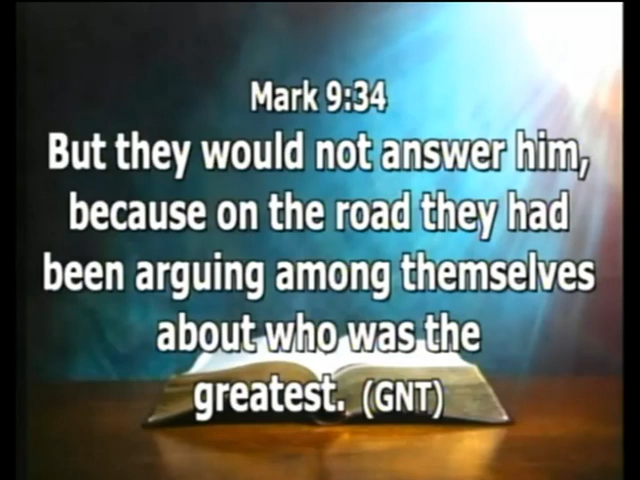 Mark 9:34
But they would not answer him,
because on the road they had
been arguing among themselves
about who was the
greatest. (GNT)